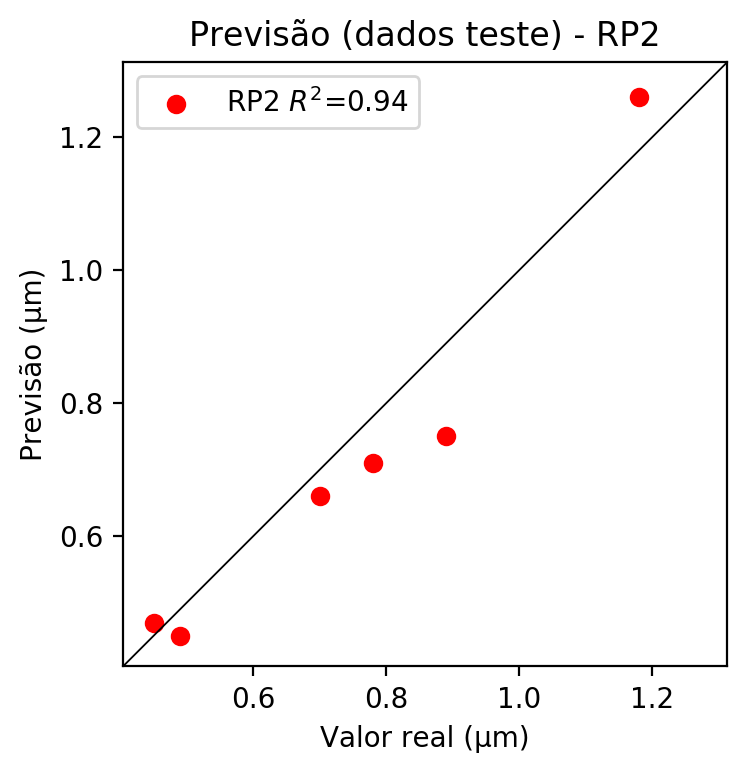 Previsão (dados teste) - RP2
RP2 R²=0.94
Previsão (µm)
1.2
1.0
0.8
0.6
0.6 0.8 1.0 1.2
Valor real (µm)